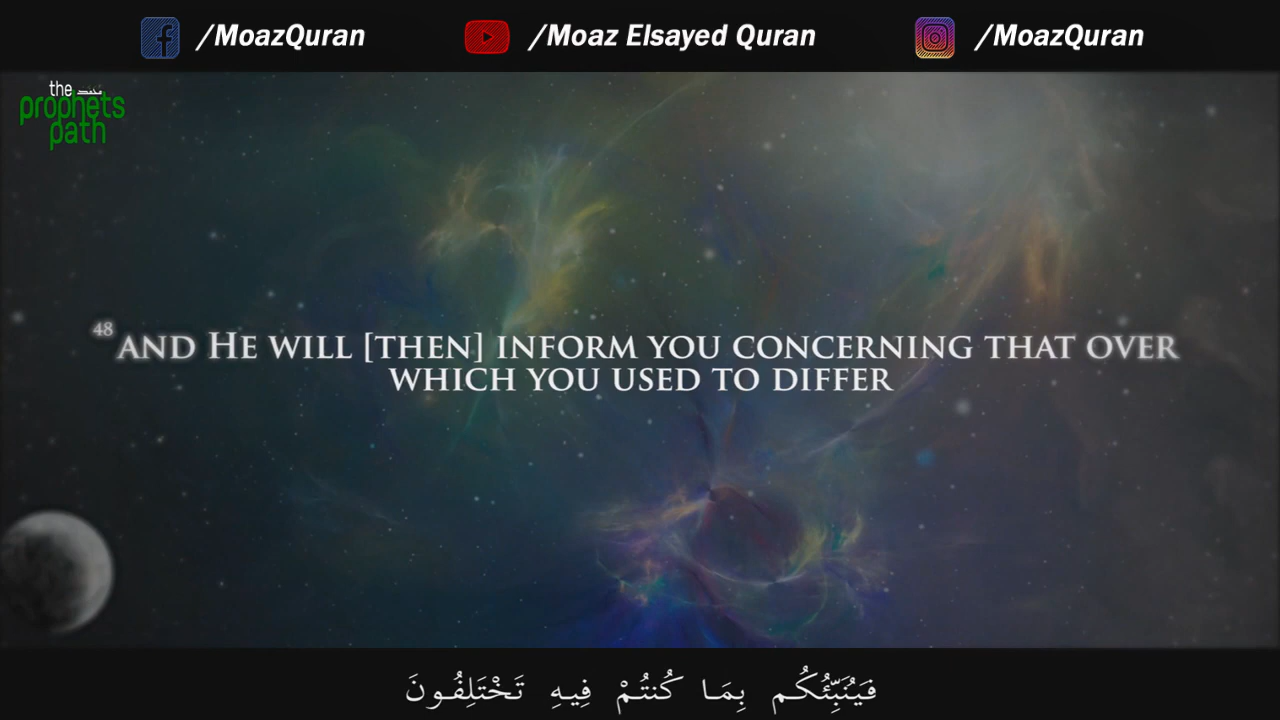 /MoazQuran
/Moaz Elsayed Quran
/MoazQuran
the محمد
prophets
path
48 AND HE WILL [THEN] INFORM YOU CONCERNING THAT OVER
WHICH YOU USED TO DIFFER
فَيُنَبِّئُكُم بِمَا كُنتُمْ فِيهِ تَخْتَلِفُونَ